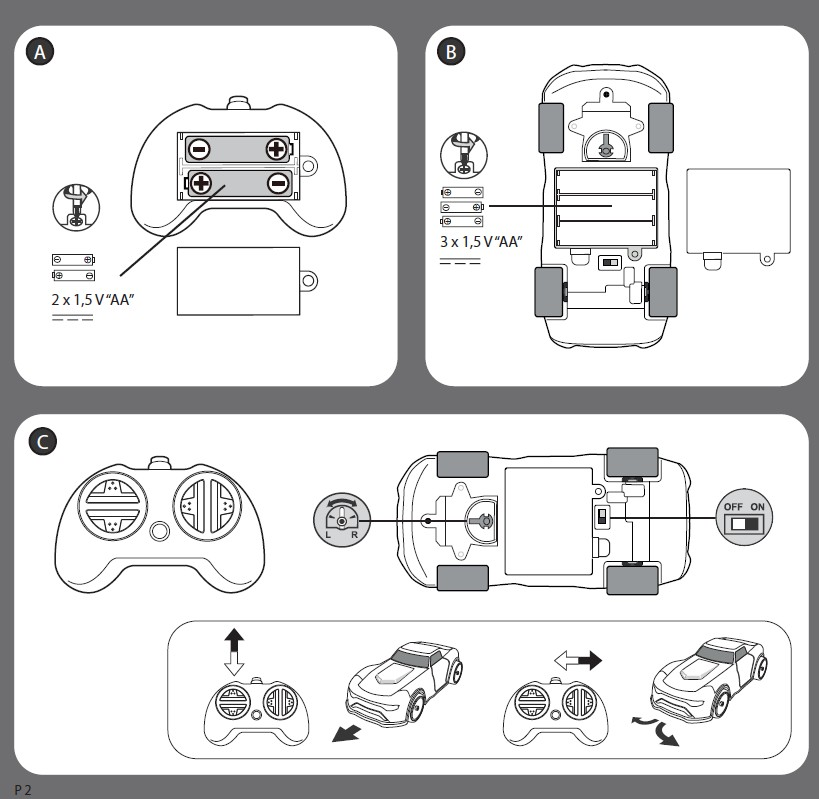 A
2 x 1,5 V “AA”
B
3 x 1,5 V “AA”
C
L R
OFF ON
P 2